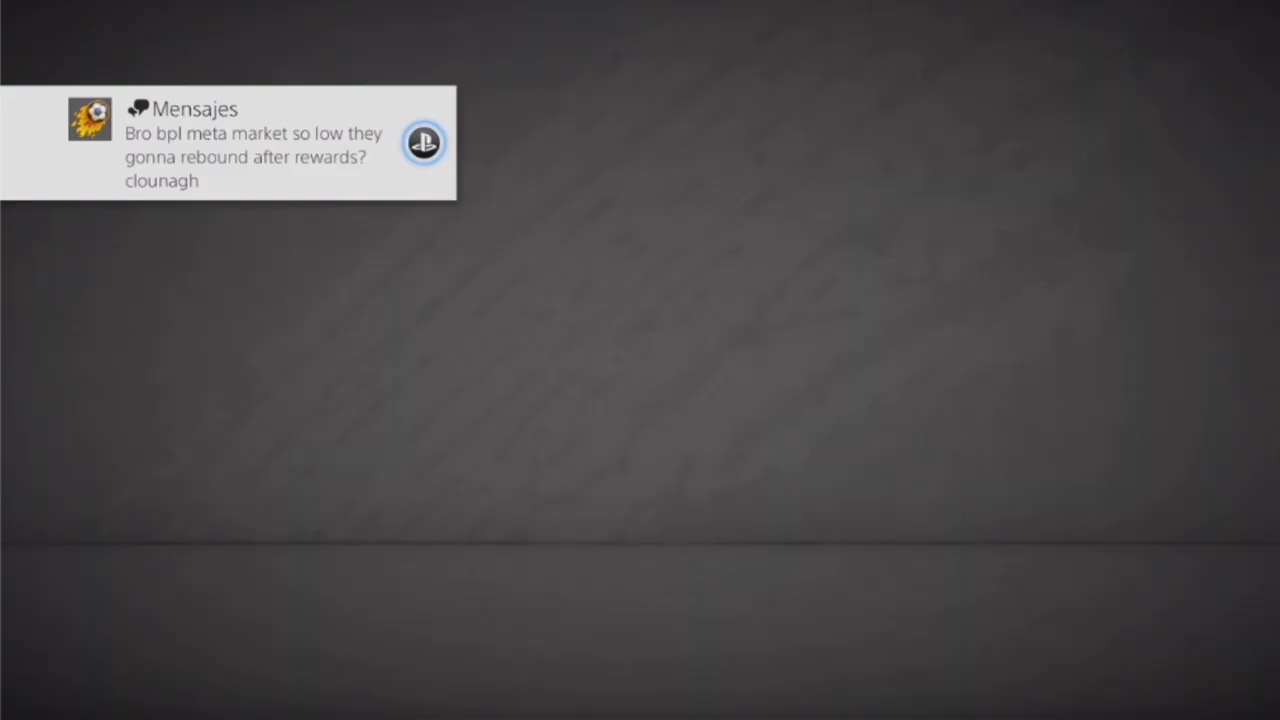 Mensajes
Bro bpl meta market so low they
gonna rebound after rewards?
clounagh